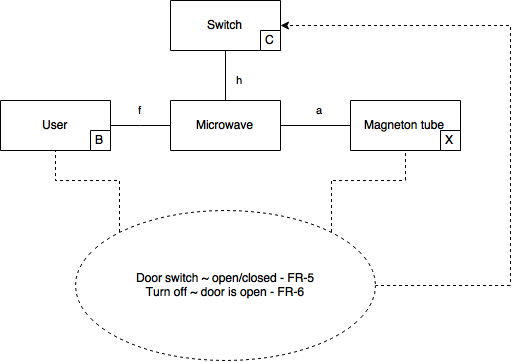 Switch
C
h
User
B
f
Microwave
a
Magneton tube
X
Door switch ~ open/closed - FR-5
Turn off ~ door is open - FR-6